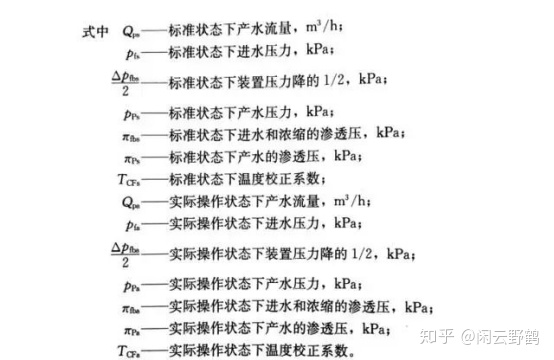 式中 Qps——标准状态下产水流量，m³/h；
pfs——标准状态下进水压力，kPa；
Δpfbs/2——标准状态下装置压力降的1/2，kPa；
pPs——标准状态下产水压力，kPa；
πfbs——标准状态下进水和浓缩的渗透压，kPa；
πPs——标准状态下产水的渗透压，kPa；
TCFs——标准状态下温度校正系数；
Qpa——实际操作状态下产水流量，m³/h；
pfa——实际操作状态下进水压力，kPa；
Δpfba/2——实际操作状态下装置压力降的1/2，kPa；
pPa——实际操作状态下产水压力，kPa；
πfba——实际操作状态下进水和浓缩的渗透压，kPa；
πPa——实际操作状态下产水的渗透压，kPa；
TCFa——实际操作状态下温度校正系数。
知乎 @闲云野鹤